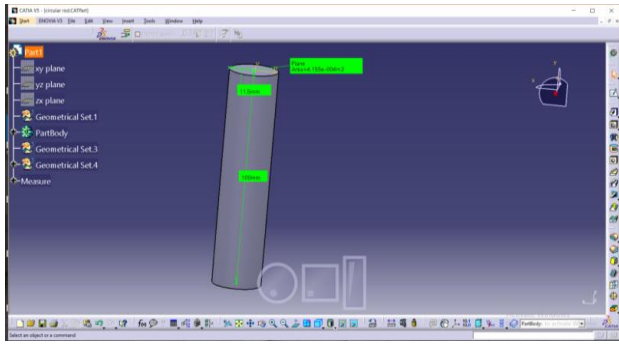 CATIA V5 - [circular rod.CATPart]
Start ENOVIA V5 File Edit View Insert Tools Window Help
Part1
xy plane
yz plane
zx plane
Geometrical Set.1
PartBody
Geometrical Set.3
Geometrical Set.4
Measure
Plane
100mm
Select an object or a command